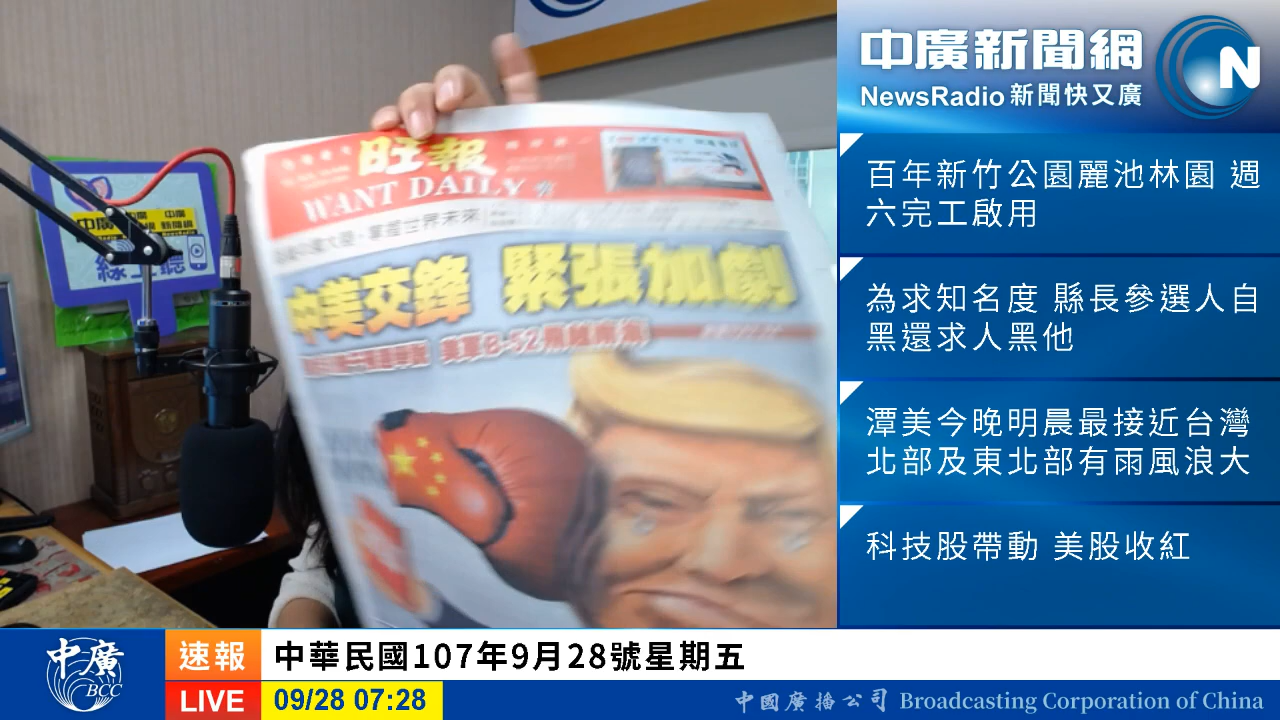 旺報
WANT DAILY
掌握世界未來
中美交鋒 緊張加劇
中廣新聞網
NewsRadio 新聞快又廣
N
百年新竹公園麗池林園 週
六完工啟用
為求知名度 縣長參選人自
黑還求人黑他
潭美今晚明晨最接近台灣
北部及東北部有雨風浪大
科技股帶動 美股收紅
中廣
BCC
速報
中華民國107年9月28號星期五
LIVE
09/28 07:28
中國廣播公司 Broadcasting Corporation of China